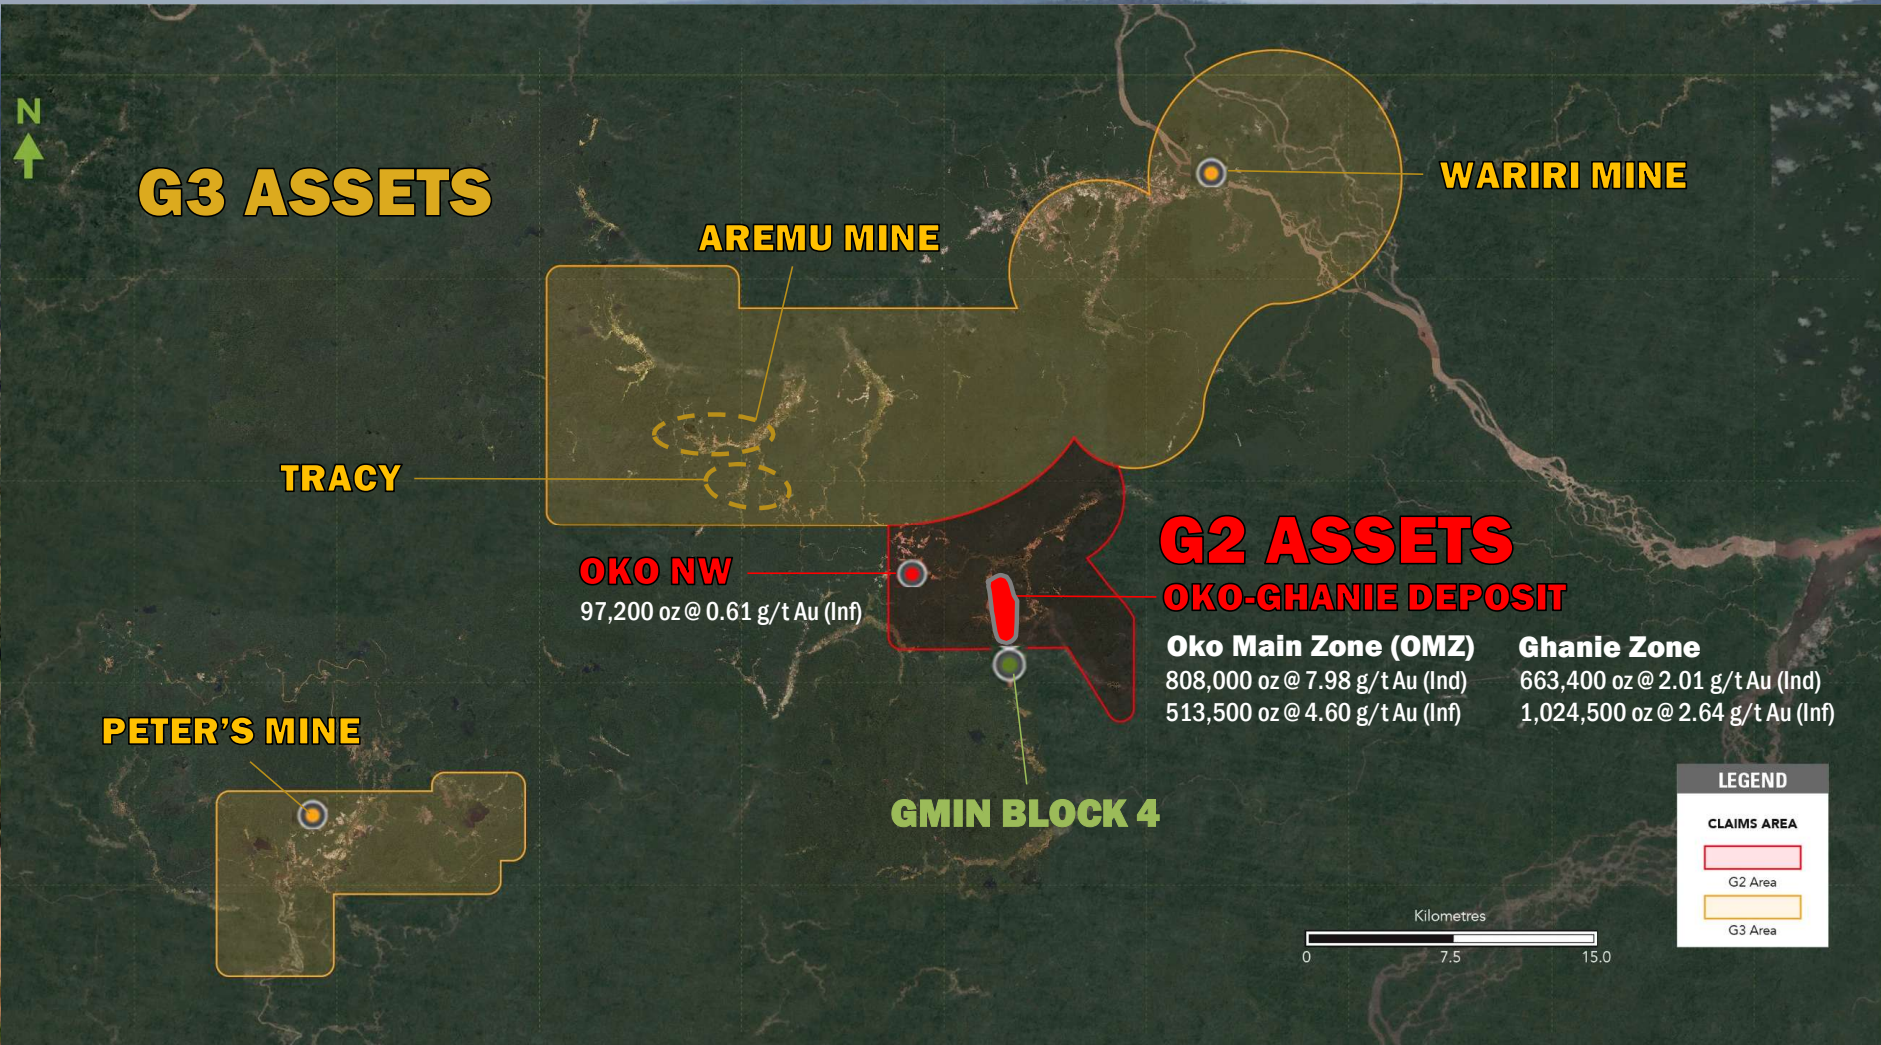 N
G3 ASSETS
WARIRI MINE
AREMU MINE
TRACY
G2 ASSETS
OKO NW
OKO-GHANIE DEPOSIT
97,200 oz @ 0.61 g/t Au (Inf)
Oko Main Zone (OMZ)
808,000 oz @ 7.98 g/t Au (Ind)
513,500 oz @ 4.60 g/t Au (Inf)
Ghanie Zone
663,400 oz @ 2.01 g/t Au (Ind)
1,024,500 oz @ 2.64 g/t Au (Inf)
PETER’S MINE
GMIN BLOCK 4
LEGEND
CLAIMS AREA
G2 Area
G3 Area
Kilometres
0 7.5 15.0